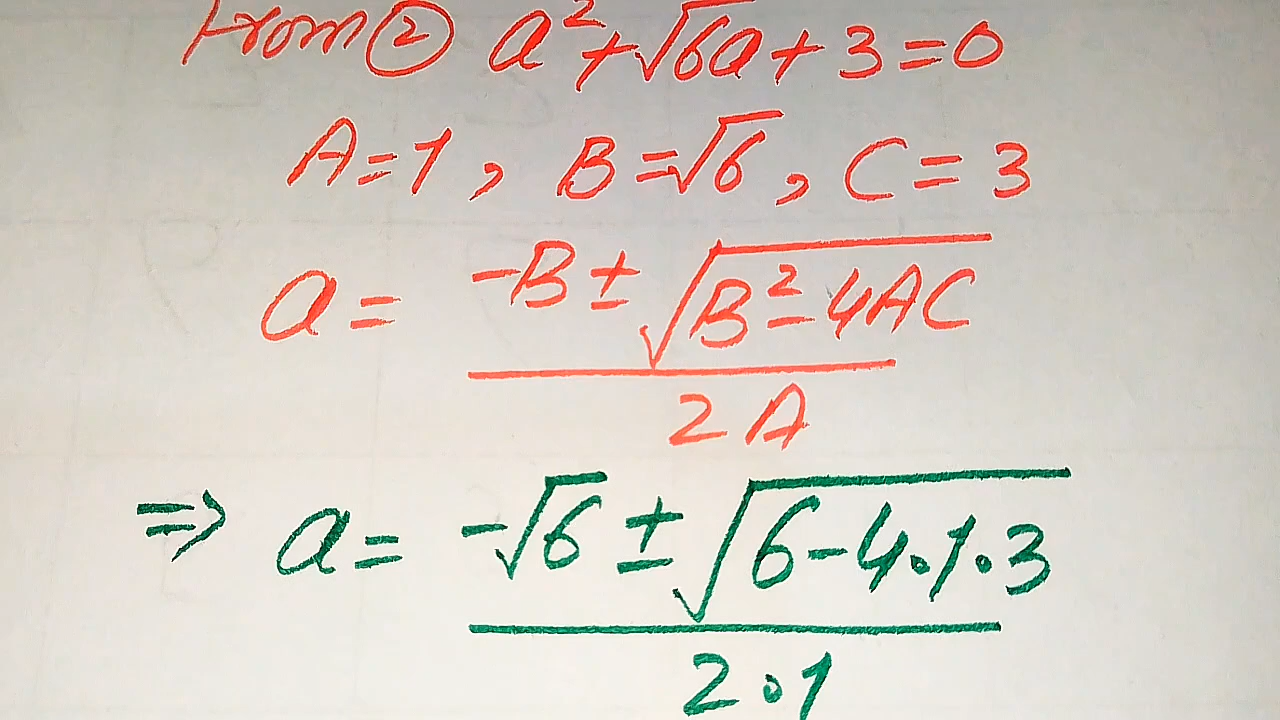 From ② a²+√6a+3=0
A=1, B=√6, C=3
a= -B±√B²-4AC
2A
⇒ a= -√6±√6-4.1.3
2.1